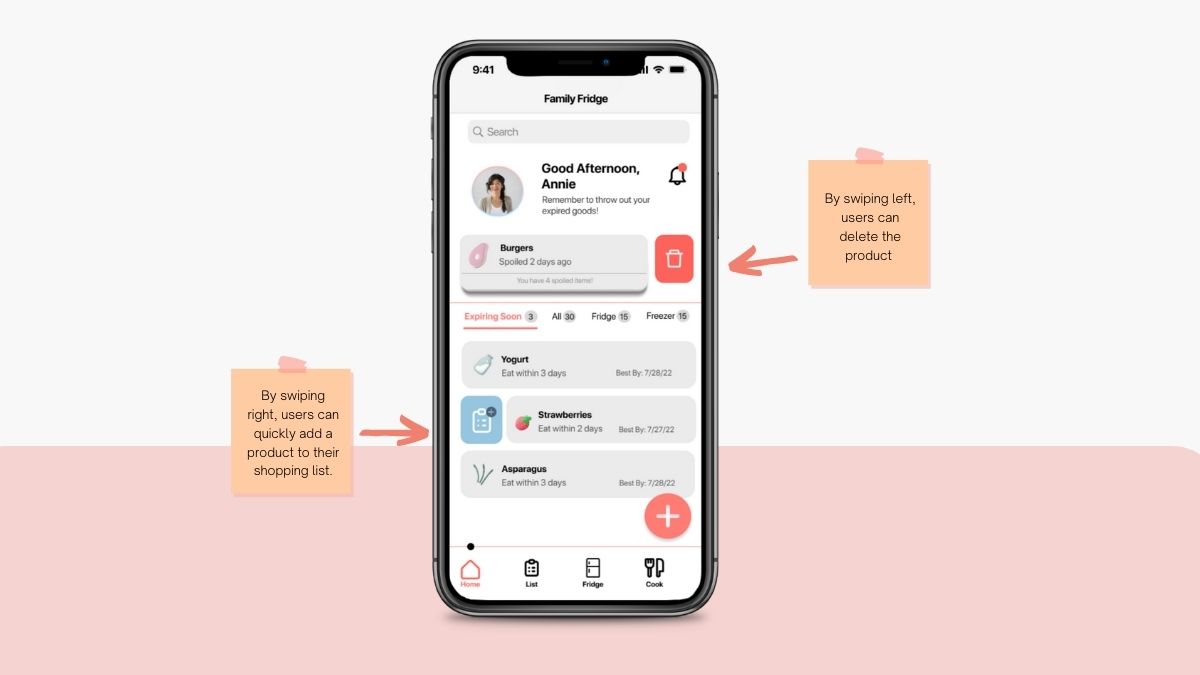 9:41
Family Fridge
Search
Good Afternoon,
Annie
Remember to throw out your
expired goods!
Burgers
Spoiled 2 days ago
You have 4 spoiled items!
Expiring Soon 3 All 30 Fridge 15 Freezer 15
Yogurt
Eat within 3 days Best By: 7/28/22
Strawberries
Eat within 2 days Best By: 7/27/22
Asparagus
Eat within 3 days Best By: 7/28/22
Home List Fridge Cook
By swiping left,
users can
delete the
product
By swiping
right, users can
quickly add a
product to their
shopping list.